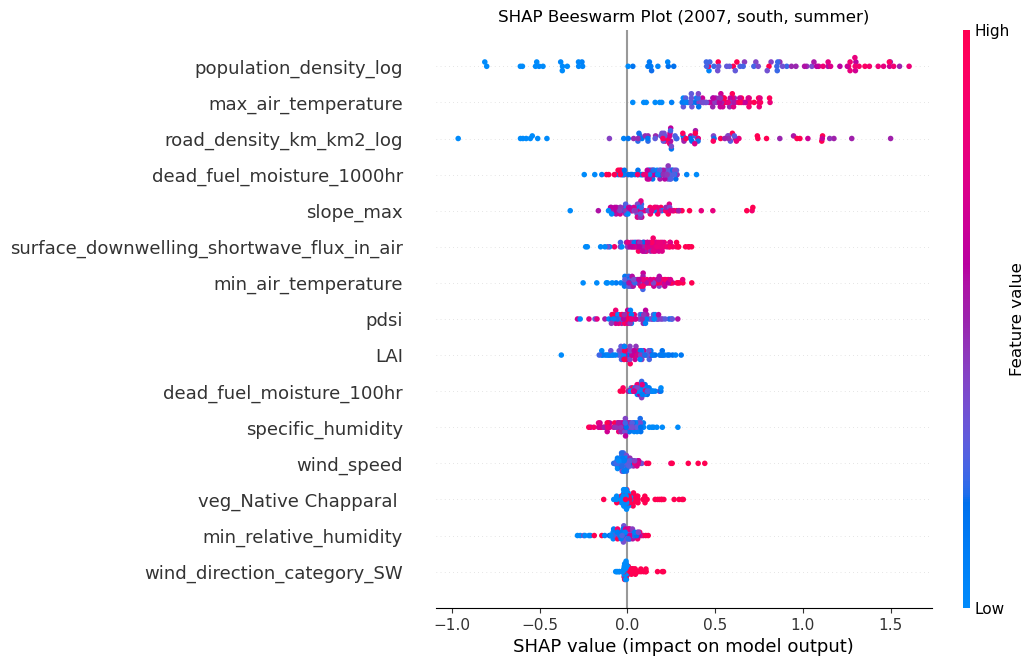 SHAP Beeswarm Plot (2007, south, summer)
High
population_density_log
max_air_temperature
road_density_km_km2_log
dead_fuel_moisture_1000hr
slope_max
surface_downwelling_shortwave_flux_in_air
min_air_temperature
pdsi
LAI
dead_fuel_moisture_100hr
specific_humidity
wind_speed
veg_Native Chapparal
min_relative_humidity
wind_direction_category_SW
Feature value
Low
−1.0 −0.5 0.0 0.5 1.0 1.5
SHAP value (impact on model output)